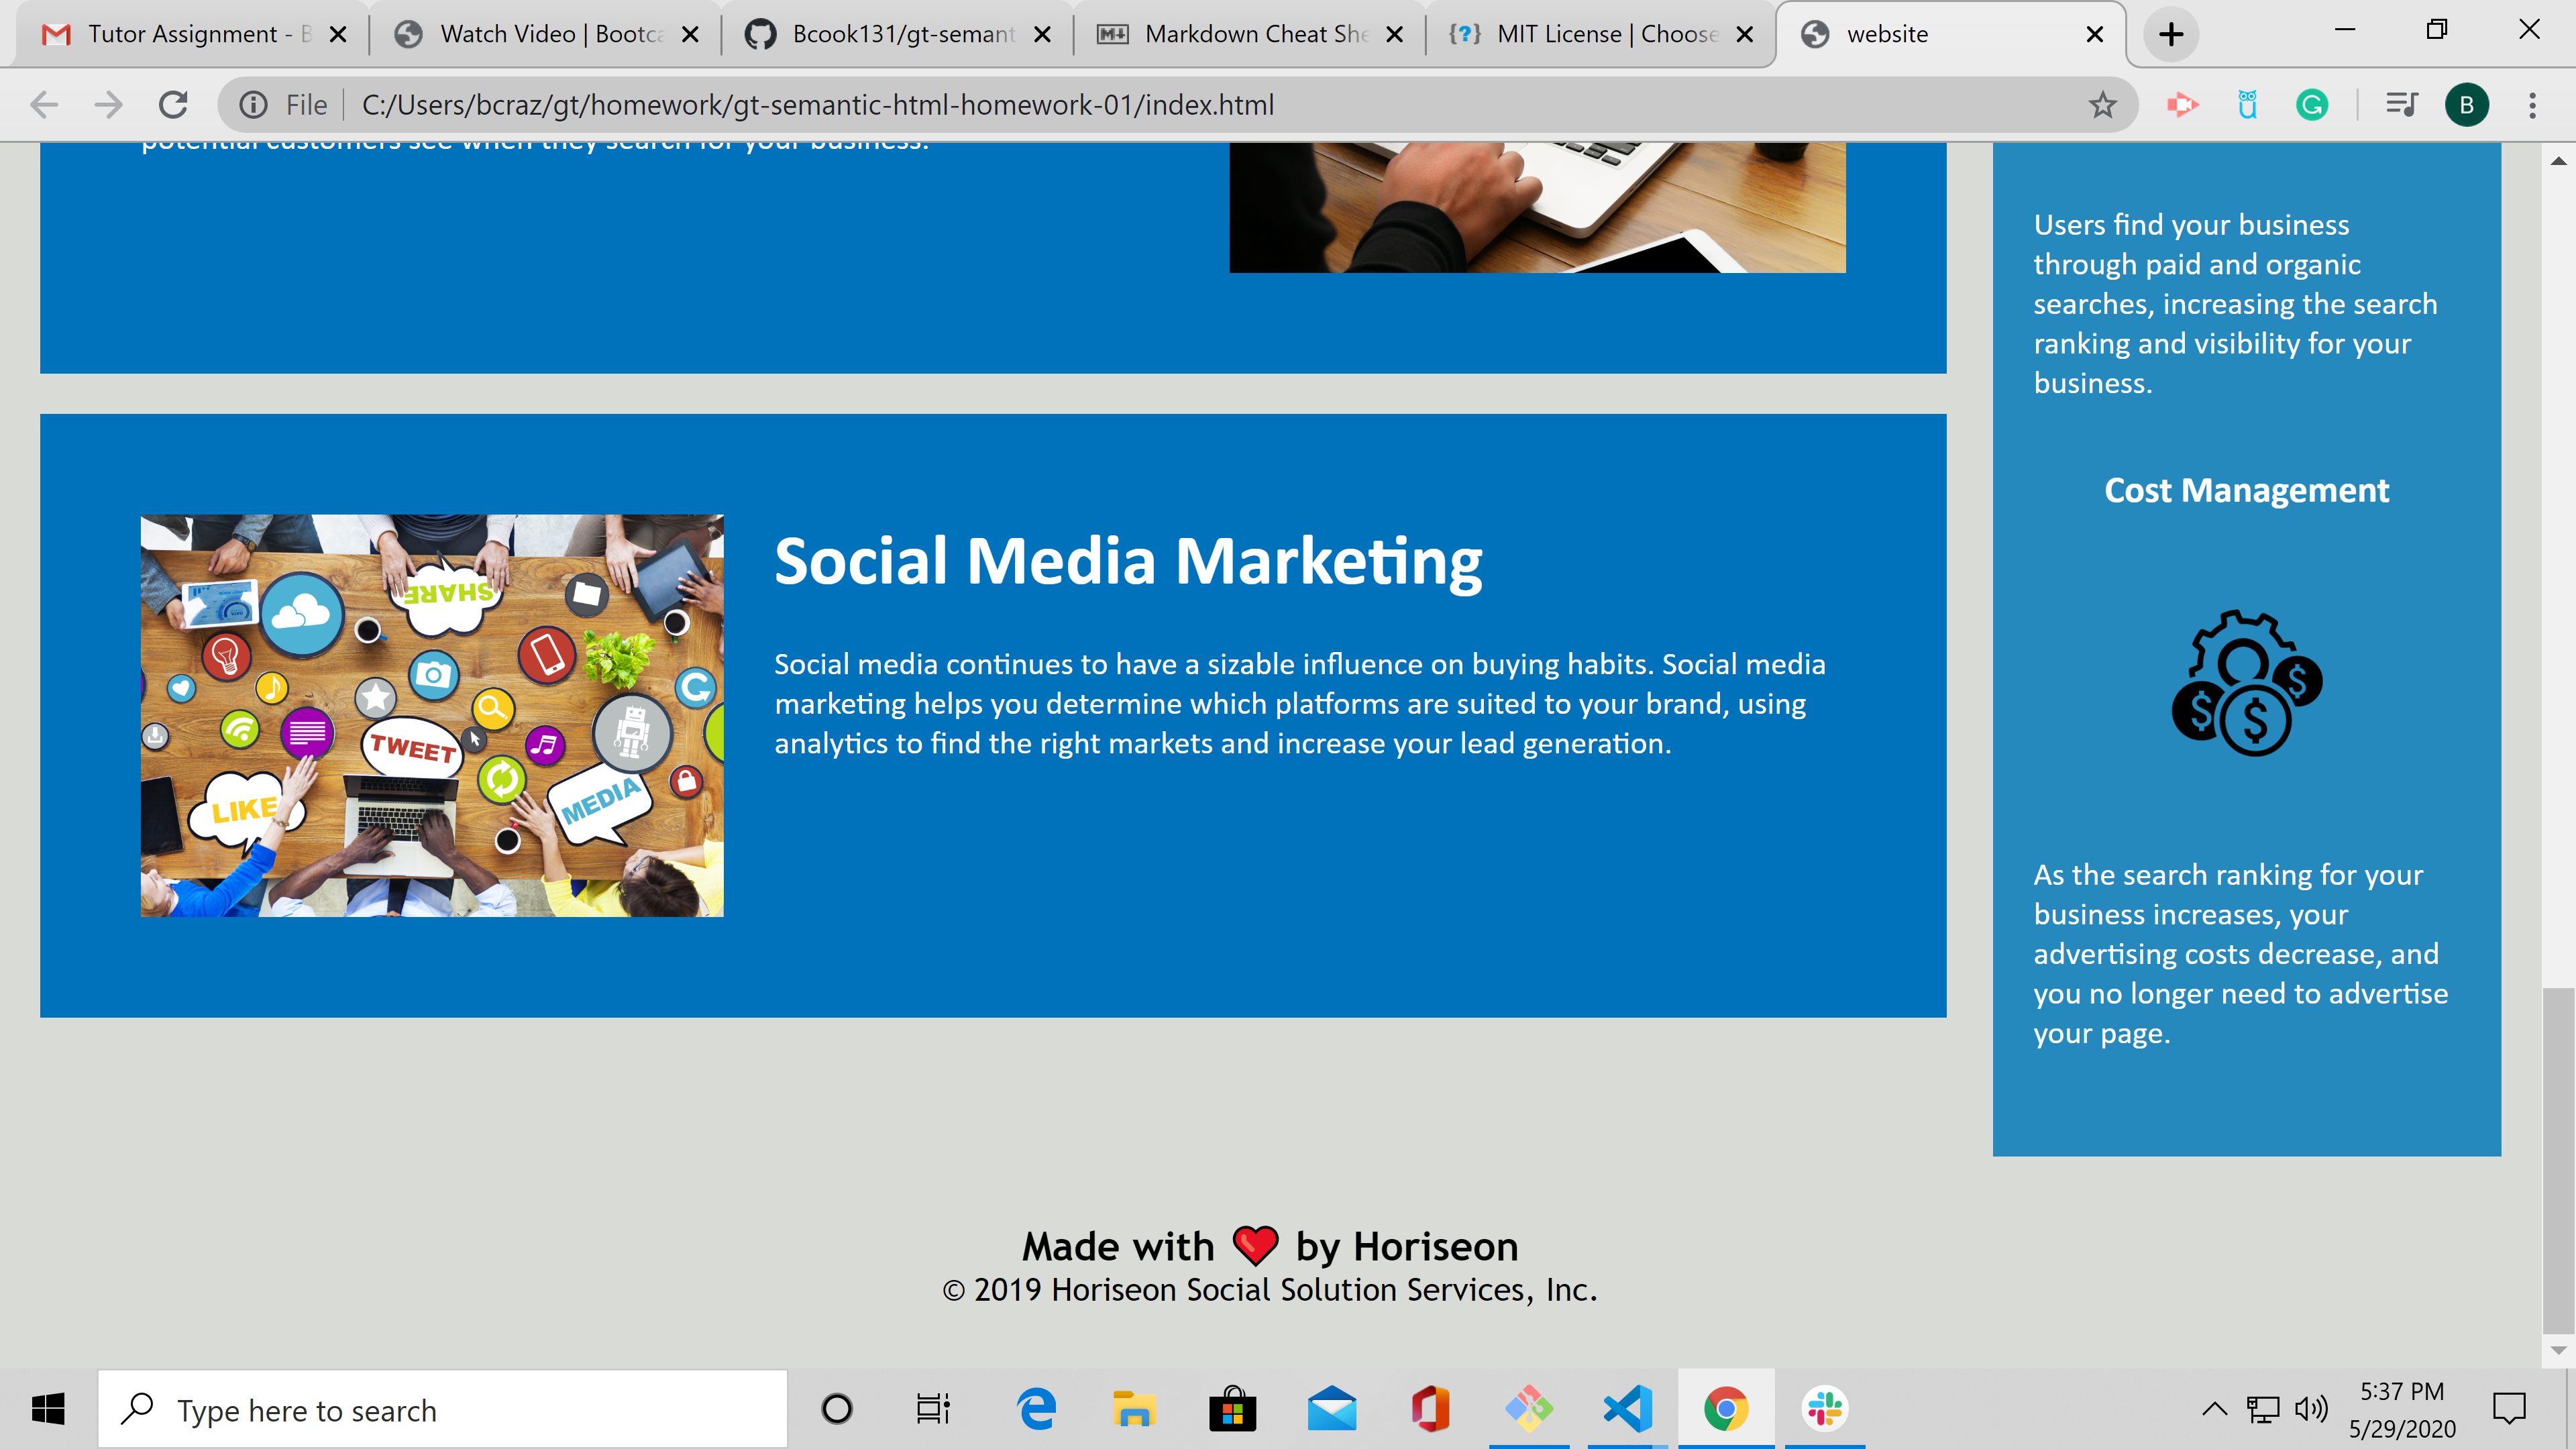 Tutor Assignment - B
Watch Video | Bootca
Bcook131/gt-semant
Markdown Cheat She
MIT License | Choose
website
File
C:/Users/bcraz/gt/homework/gt-semantic-html-homework-01/index.html
B
potential customers see when they search for your business.
Users find your business
through paid and organic
searches, increasing the search
ranking and visibility for your
business.
Cost Management
As the search ranking for your
business increases, your
advertising costs decrease, and
you no longer need to advertise
your page.
SHARE
TWEET
LIKE
MEDIA
Social Media Marketing
Social media continues to have a sizable influence on buying habits. Social media
marketing helps you determine which platforms are suited to your brand, using
analytics to find the right markets and increase your lead generation.
Made with ❤ by Horiseon
© 2019 Horiseon Social Solution Services, Inc.
Type here to search
5:37 PM
5/29/2020